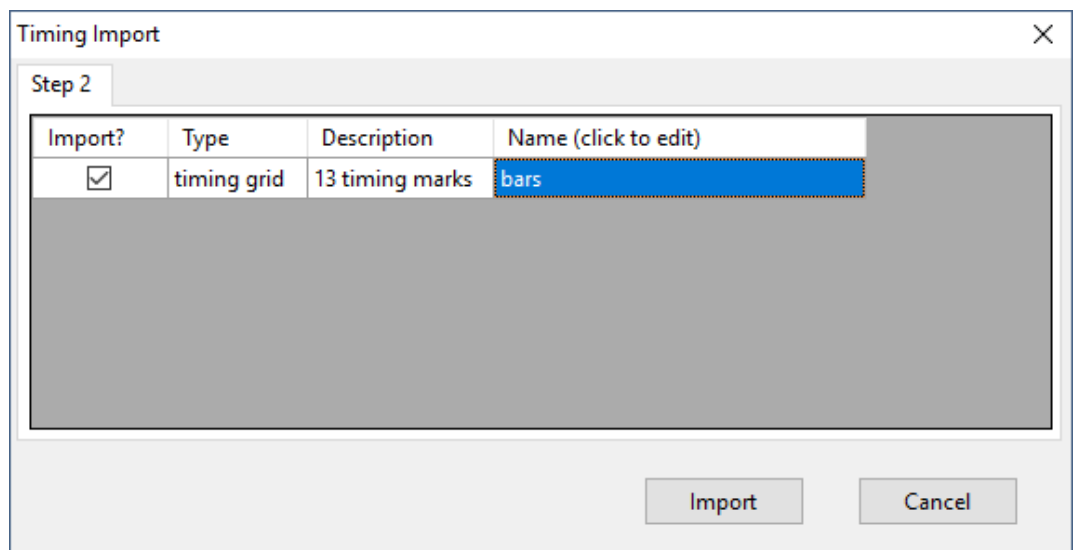 Timing Import
Step 2
Import? Type Description Name (click to edit)
timing grid 13 timing marks bars
Import Cancel